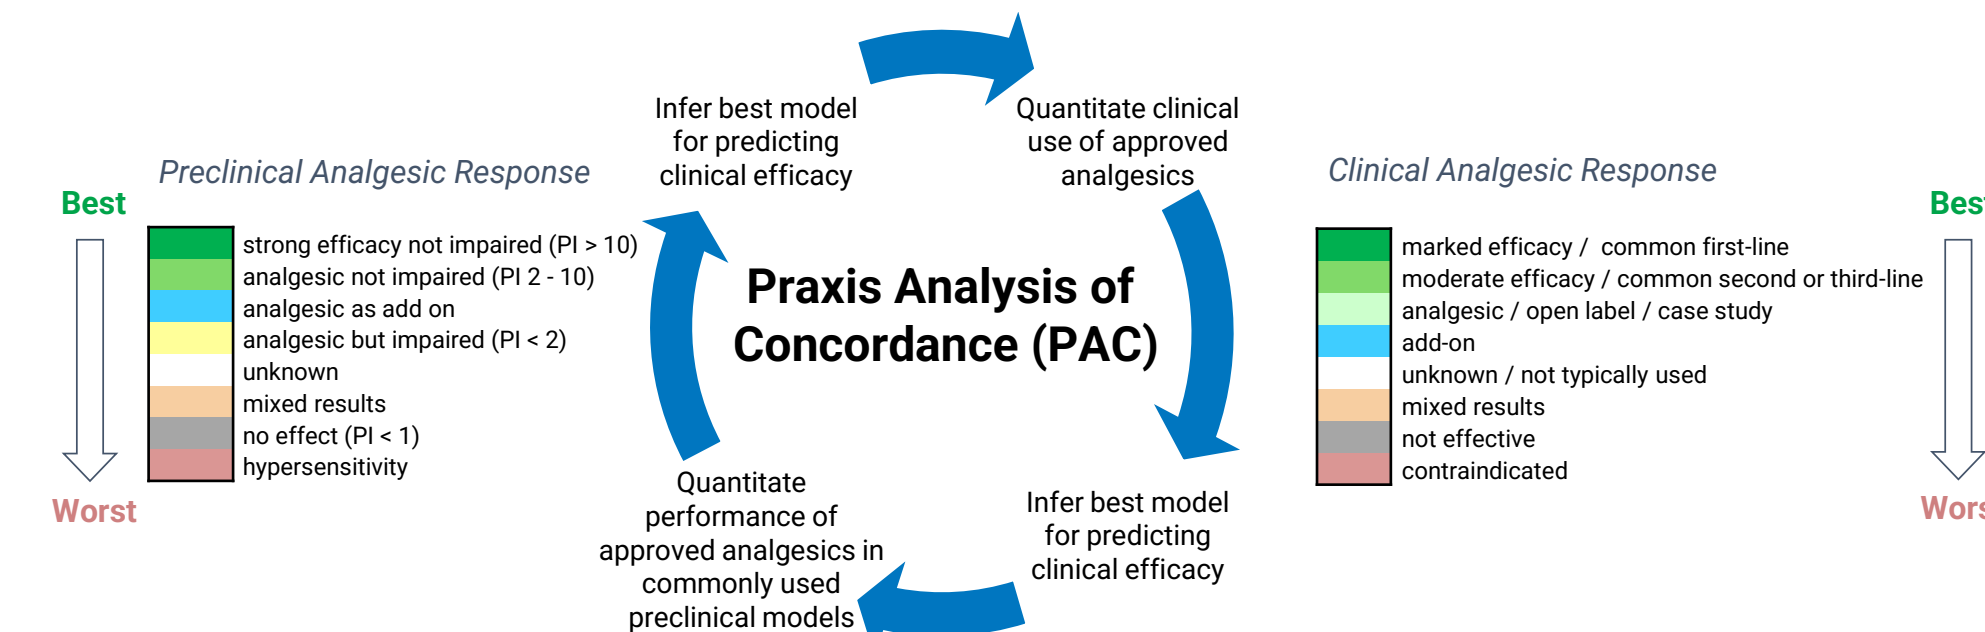 Preclinical Analgesic Response
Best
strong efficacy not impaired (PI > 10)
analgesic not impaired (PI 2 - 10)
analgesic as add on
analgesic but impaired (PI < 2)
unknown
mixed results
no effect (PI < 1)
hypersensitivity
Worst
Infer best model
for predicting
clinical efficacy
Quantitate clinical
use of approved
analgesics
Praxis Analysis of
Concordance (PAC)
Quantitate
performance of
approved analgesics in
commonly used
preclinical models
Infer best model
for predicting
clinical efficacy
Clinical Analgesic Response
Best
marked efficacy / common first-line
moderate efficacy / common second or third-line
analgesic / open label / case study
add-on
unknown / not typically used
mixed results
not effective
contraindicated
Wors